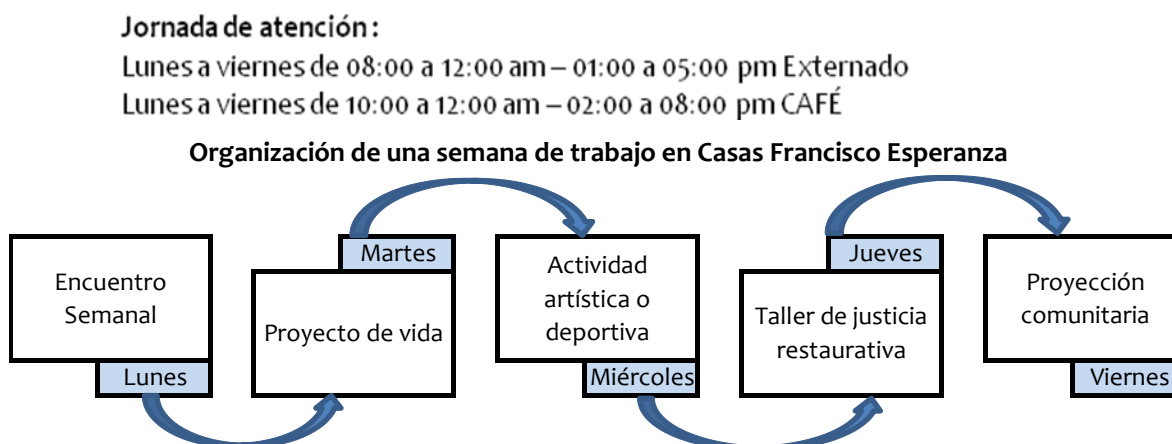 Jornada de atención :
Lunes a viernes de 08:00 a 12:00 am – 01:00 a 05:00 pm Externado
Lunes a viernes de 10:00 a 12:00 am – 02:00 a 08:00 pm CAFÉ
Organización de una semana de trabajo en Casas Francisco Esperanza
Encuentro
Semanal
Lunes
Martes
Proyecto de vida
Actividad
artística o
deportiva
Miércoles
Jueves
Taller de justicia
restaurativa
Proyección
comunitaria
Viernes